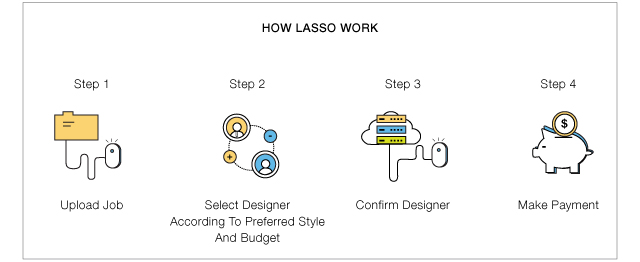 HOW LASSO WORK
Step 1
Step 2
Step 3
Step 4
$
Upload Job
Select Designer
According To Preferred Style
And Budget
Confirm Designer
Make Payment